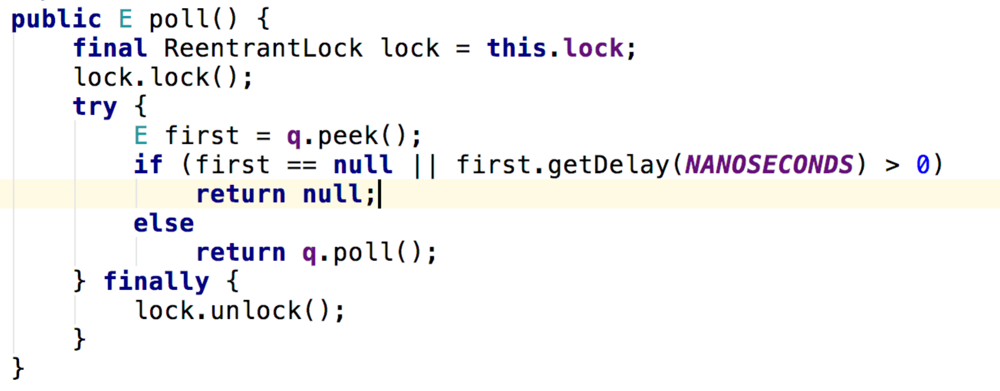 public E poll() {
    final ReentrantLock lock = this.lock;
    lock.lock();
    try {
        E first = q.peek();
        if (first == null || first.getDelay(NANOSECONDS) > 0)
            return null;
        else
            return q.poll();
    } finally {
        lock.unlock();
    }
}